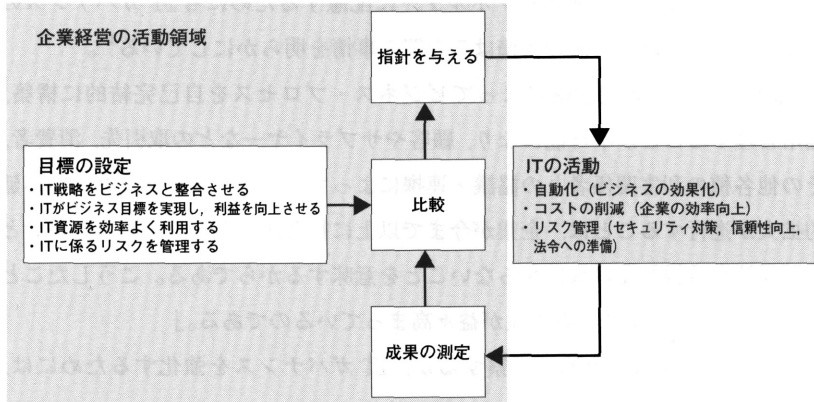 企業経営の活動領域
指針を与える
目標の設定
・IT戦略をビジネスと整合させる
・ITがビジネス目標を実現し，利益を向上させる
・IT資源を効率よく利用する
・ITに係るリスクを管理する
比較
ITの活動
・自動化（ビジネスの効果化）
・コストの削減（企業の効率向上）
・リスク管理（セキュリティ対策，信頼性向上，
法令への準備）
成果の測定